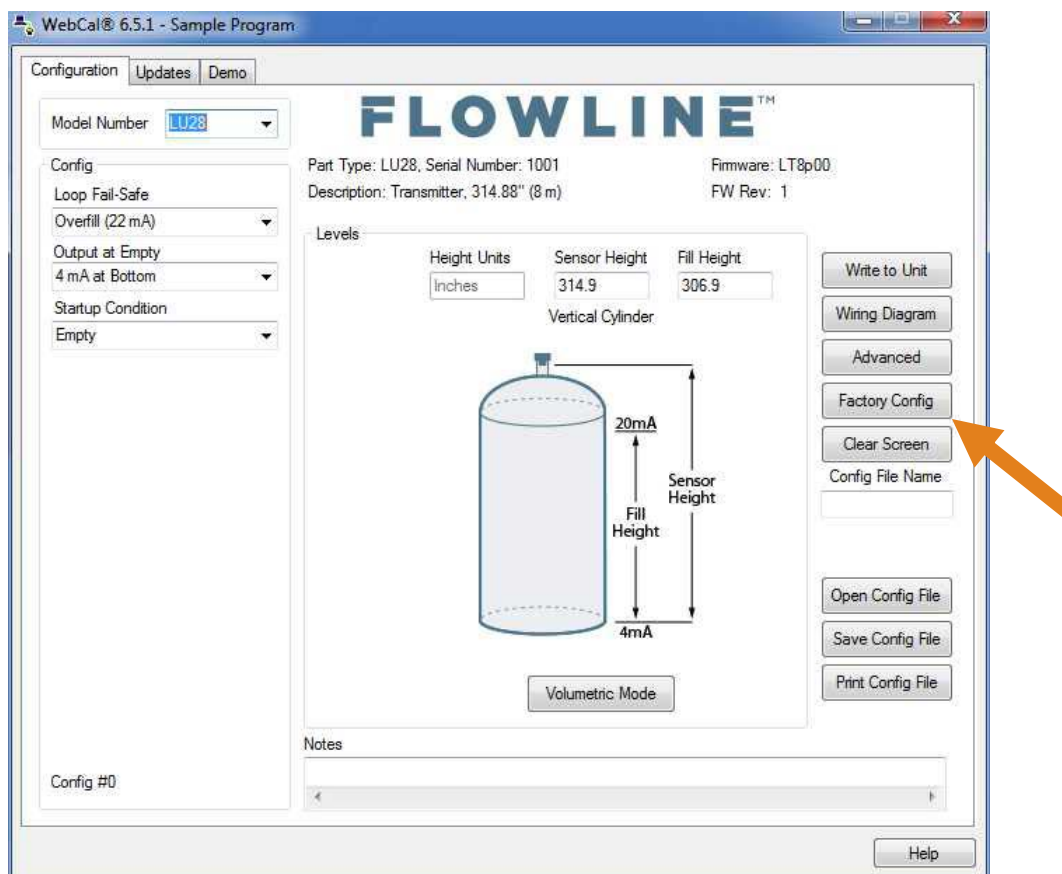 WebCal® 6.5.1 - Sample Program
Configuration Updates Demo
Model Number LU28
FLOWLINE™
Config
Loop Fail-Safe
Overfill (22 mA)
Output at Empty
4 mA at Bottom
Startup Condition
Empty
Config #0
Part Type: LU28, Serial Number: 1001
Firmware: LT8p00
Description: Transmitter, 314.88" (8 m)
FW Rev: 1
Levels
Height Units Sensor Height Fill Height
Inches 314.9 306.9
Vertical Cylinder
20mA
Sensor
Height
Fill
Height
4mA
Volumetric Mode
Write to Unit
Wiring Diagram
Advanced
Factory Config
Clear Screen
Config File Name
Open Config File
Save Config File
Print Config File
Notes
Help